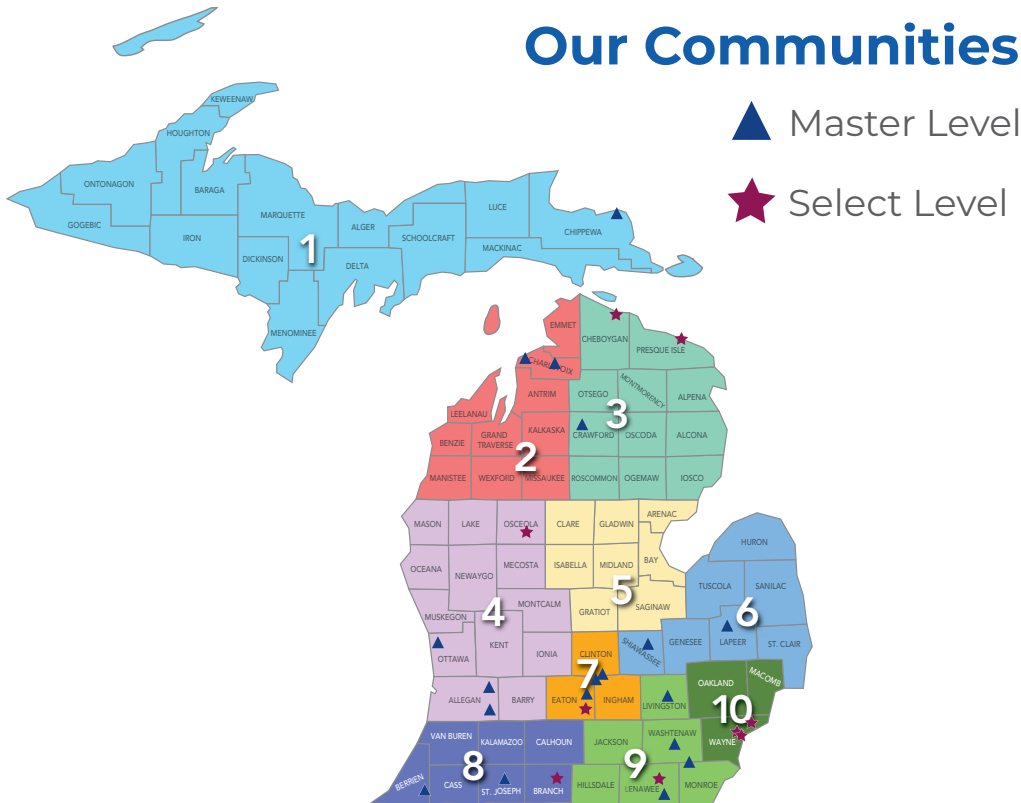 Our Communities
Master Level
Select Level
KEWEENAW
HOUGHTON
ONTONAGON
BARAGA
GOGEBIC
MARQUETTE
LUCE
ALGER
CHIPPEWA
IRON
SCHOOLCRAFT
MACKINAC
1
DICKINSON
DELTA
MENOMINEE
EMMET
CHEBOYGAN
PRESQUE ISLE
CHARLEVOIX
ANTRIM
OTSEGO
MONTMORENCY
ALPENA
LEELANAU
3
BENZIE
GRAND
TRAVERSE
KALKASKA
CRAWFORD
OSCODA
ALCONA
2
MANISTEE
WEXFORD
MISSAUKEE
ROSCOMMON
OGEMAW
IOSCO
MASON
LAKE
OSCEOLA
CLARE
GLADWIN
ARENAC
HURON
OCEANA
NEWAYGO
MECOSTA
ISABELLA
MIDLAND
BAY
TUSCOLA
SANILAC
5
MONTCALM
GRATIOT
SAGINAW
4
6
MUSKEGON
KENT
IONIA
CLINTON
SHIAWASSEE
GENESEE
LAPEER
ST. CLAIR
OTTAWA
7
OAKLAND
MACOMB
ALLEGAN
BARRY
EATON
INGHAM
LIVINGSTON
10
VAN BUREN
KALAMAZOO
CALHOUN
JACKSON
WASHTENAW
WAYNE
8
9
BERRIEN
CASS
ST. JOSEPH
BRANCH
HILLSDALE
LENAWEE
MONROE